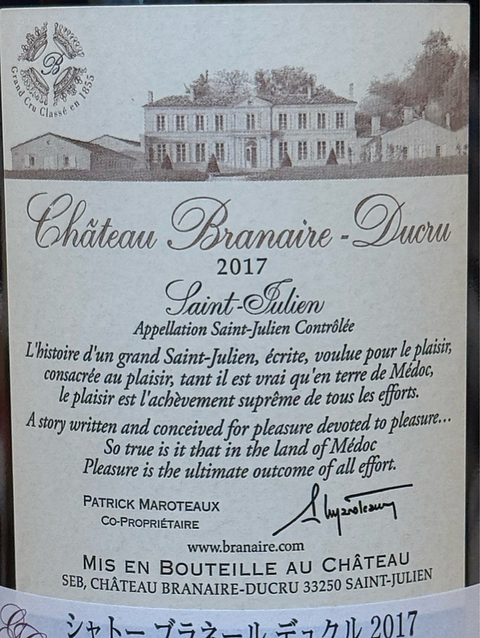 B
Grand Cru Classé en 1855
Château Branaire-Ducru
2017
Saint-Julien
Appellation Saint-Julien Contrôlée
L'histoire d'un grand Saint-Julien, écrite, voulue pour le plaisir,
consacrée au plaisir, tant il est vrai qu'en terre de Médoc,
le plaisir est l'achèvement suprême de tous les efforts.
A story written and conceived for pleasure devoted to pleasure...
So true is it that in the land of Médoc
Pleasure is the ultimate outcome of all effort.
PATRICK MAROTEAUX
CO-PROPRIÉTAIRE
www.branaire.com
MIS EN BOUTEILLE AU CHÂTEAU
SEB, CHÂTEAU BRANAIRE-DUCRU 33250 SAINT-JULIEN
シャトー ブラネール デュクル 2017